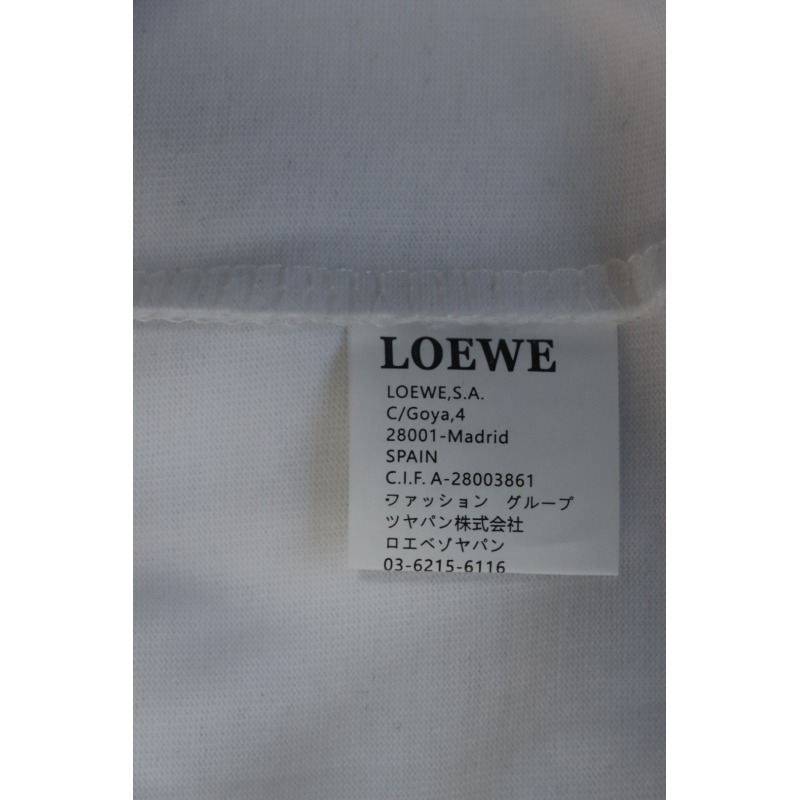 LOEWE
LOEWE,S.A.
C/Goya,4
28001-Madrid
SPAIN
C.I.F. A-28003861
ファッション グループ
ツヤパン株式会社
ロエベゾヤパン
03-6215-6116